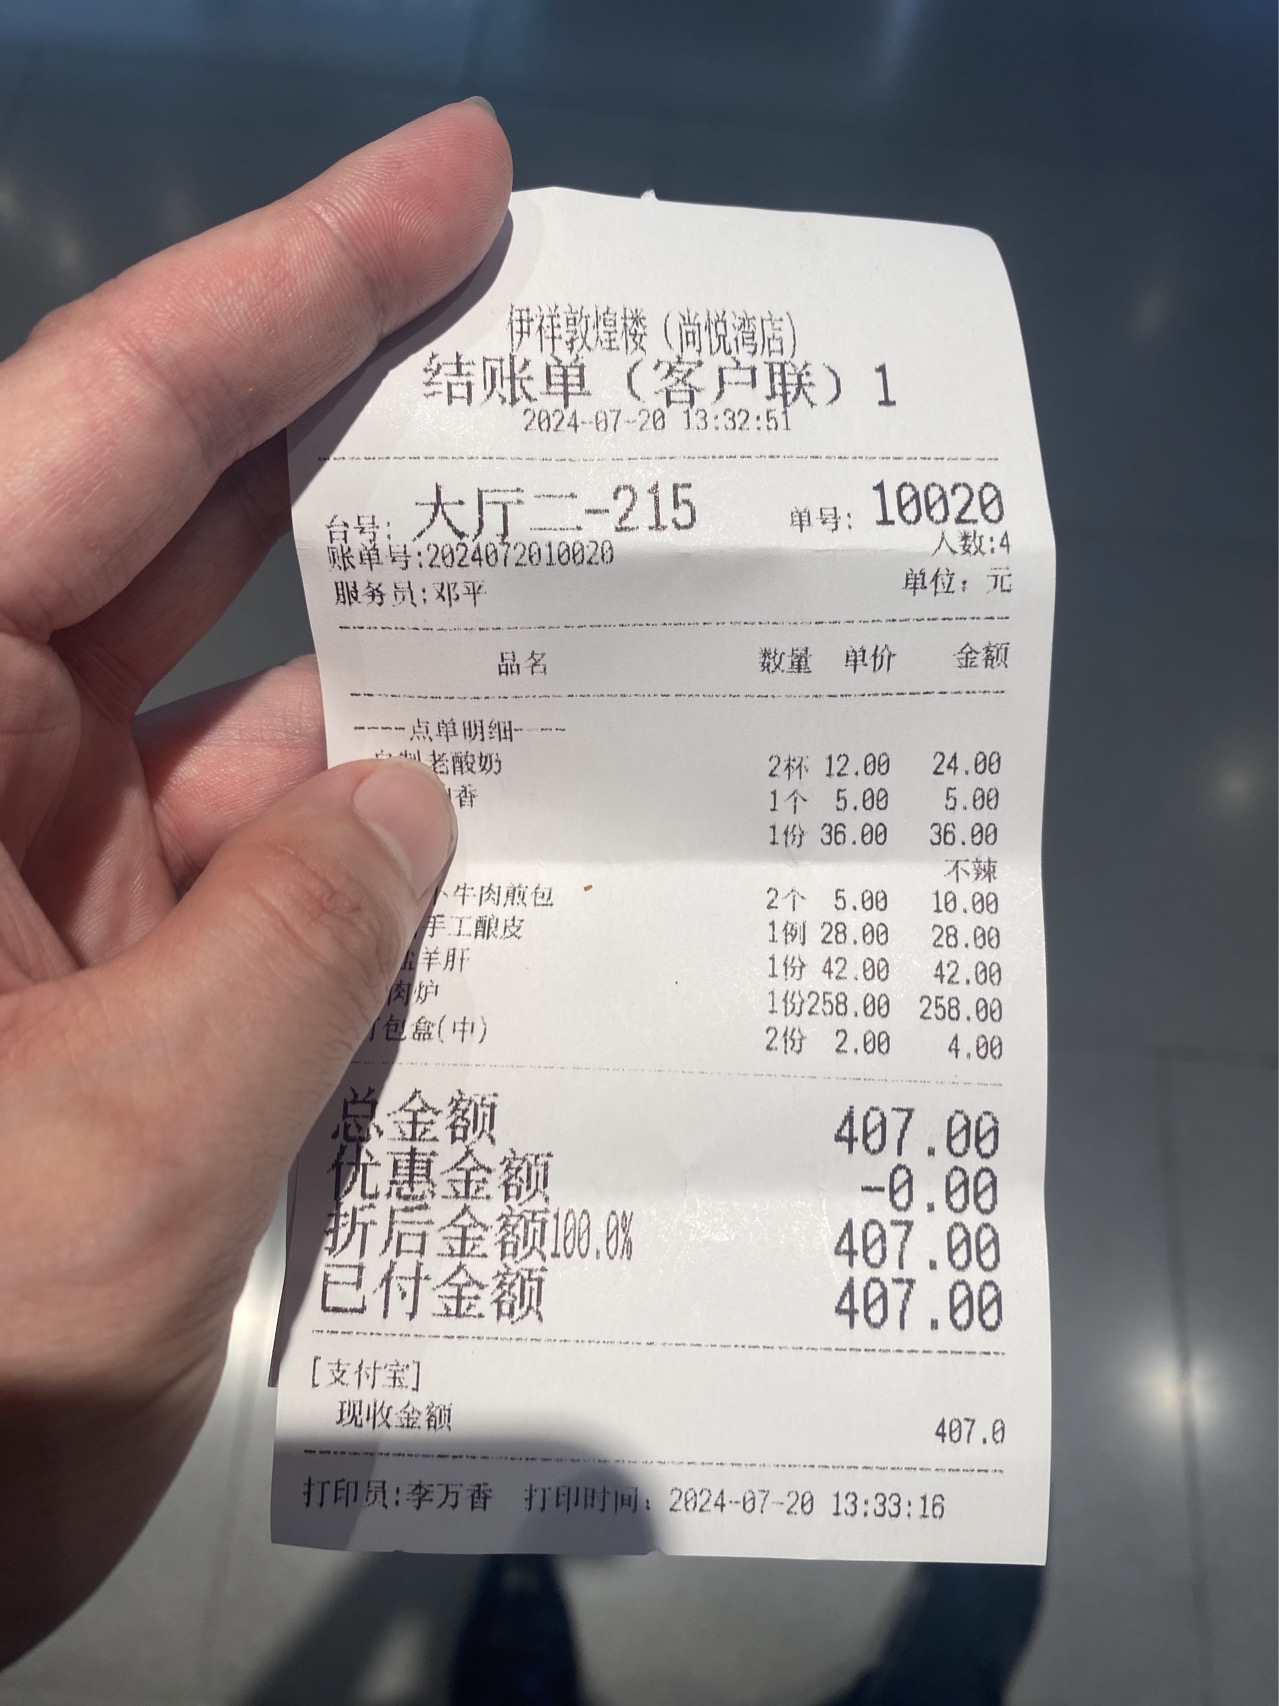 伊祥敦煌楼（尚悦湾店）
结账单（客户联）1
2024-07-20 13:32:51
台号: 大厅二-215 单号: 10020
账单号:2024072010020 人数:4
服务员:邓平 单位: 元
品名 数量 单价 金额
----点单明细----
自制老酸奶 2杯 12.00 24.00
香 1个 5.00 5.00
1份 36.00 36.00
不辣
牛肉煎包 2个 5.00 10.00
手工酿皮 1例 28.00 28.00
羊肝 1份 42.00 42.00
肉炉 1份258.00 258.00
打包盒(中) 2份 2.00 4.00
总金额 407.00
优惠金额 -0.00
折后金额100.0% 407.00
已付金额 407.00
[支付宝]
现收金额 407.0
打印员:李万香 打印时间: 2024-07-20 13:33:16